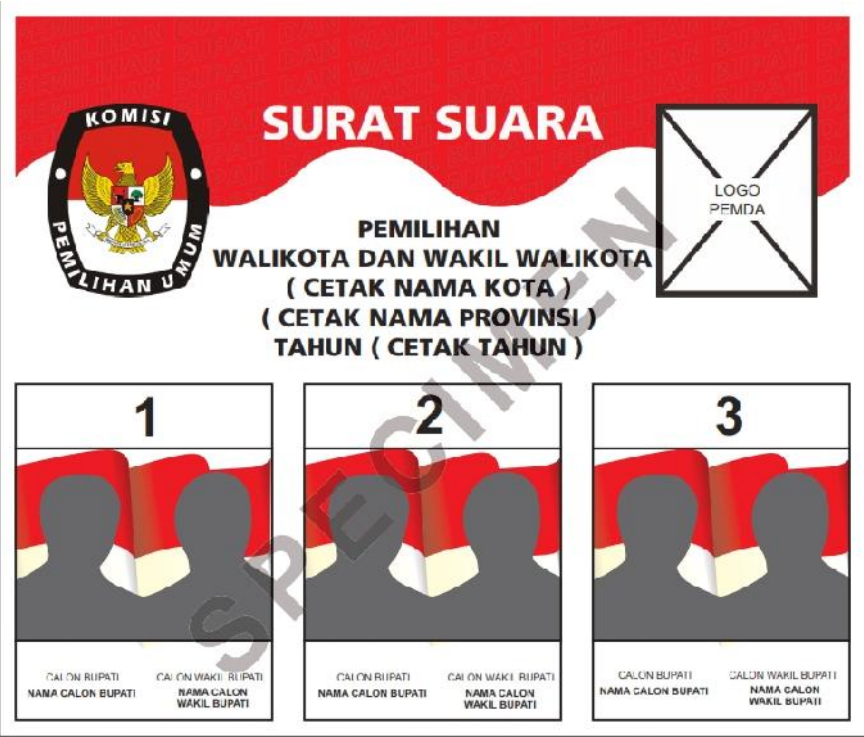 KOMISI
PEMILIHAN UMUM
SURAT SUARA
LOGO
PEMDA
PEMILIHAN
WALIKOTA DAN WAKIL WALIKOTA
( CETAK NAMA KOTA )
( CETAK NAMA PROVINSI )
TAHUN ( CETAK TAHUN )
SPECIMEN
1
2
3
CALON BUPATI
NAMA CALON BUPATI
CALON WAKIL BUPATI
NAMA CALON
WAKIL BUPATI
CALON BUPATI
NAMA CALON BUPATI
CALON WAKIL BUPATI
NAMA CALON
WAKIL BUPATI
CALON BUPATI
NAMA CALON BUPATI
CALON WAKIL BUPATI
NAMA CALON
WAKIL BUPATI